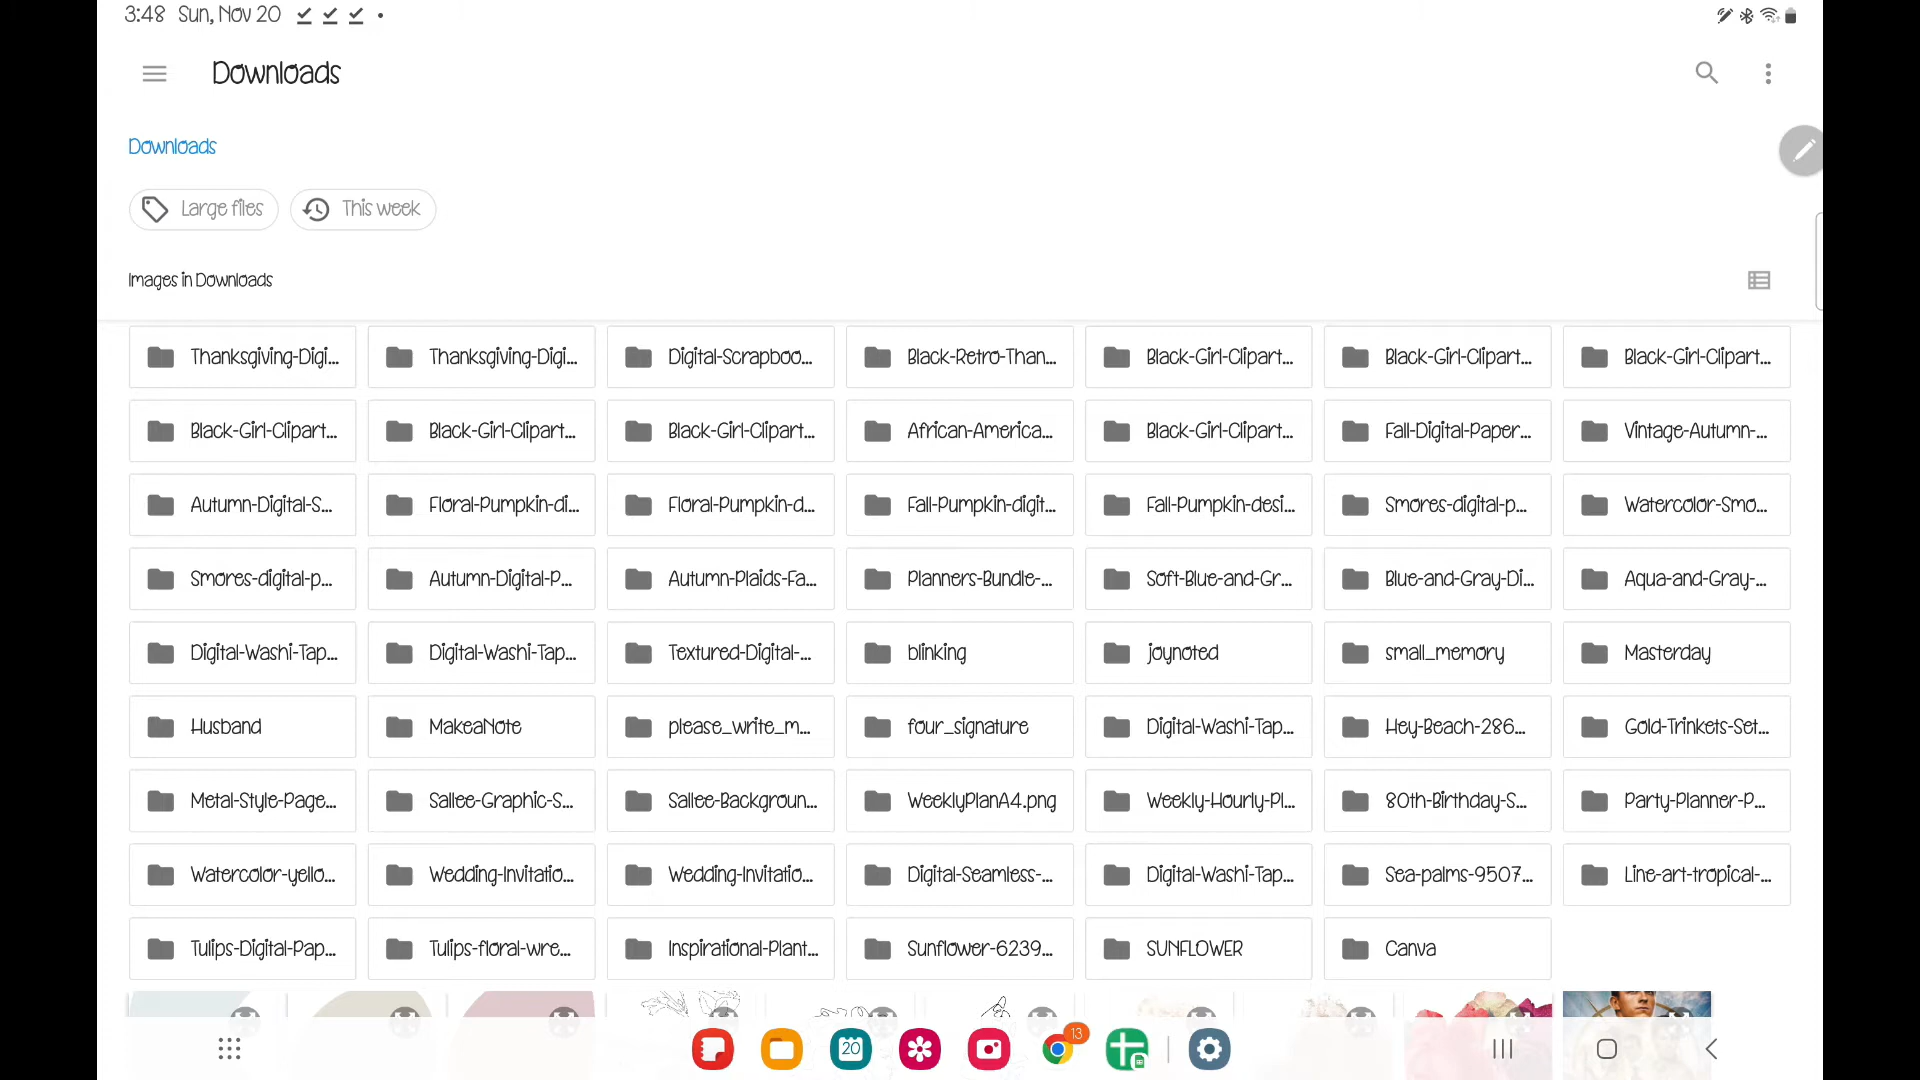 3:48 Sun, Nov 20
Downloads
Downloads
Large files This week
Images in Downloads
Thanksgiving-Digi... Thanksgiving-Digi... Digital-Scrapboo... Black-Retro-Than... Black-Girl-Clipart... Black-Girl-Clipart... Black-Girl-Clipart...
Black-Girl-Clipart... Black-Girl-Clipart... Black-Girl-Clipart... African-America... Black-Girl-Clipart... Fall-Digital-Paper... Vintage-Autumn-...
Autumn-Digital-S... Floral-Pumpkin-di... Floral-Pumpkin-d... Fall-Pumpkin-digit... Fall-Pumpkin-desi... Smores-digital-p... Watercolor-Smo...
Smores-digital-p... Autumn-Digital-P... Autumn-Plaids-Fa... Planners-Bundle-... Soft-Blue-and-Gr... Blue-and-Gray-Di... Aqua-and-Gray-...
Digital-Washi-Tap... Digital-Washi-Tap... Textured-Digital-... blinking joynoted small_memory Masterday
Husband MakeaNote please_write_m... four_signature Digital-Washi-Tap... Hey-Beach-286... Gold-Trinkets-Set...
Metal-Style-Page... Sallee-Graphic-S... Sallee-Backgroun... WeeklyPlanA4.png Weekly-Hourly-Pl... 80th-Birthday-S... Party-Planner-P...
Watercolor-yello... Wedding-Invitatio... Wedding-Invitatio... Digital-Seamless-... Digital-Washi-Tap... Sea-palms-9507... Line-art-tropical-...
Tulips-Digital-Pap... Tulips-floral-wre... Inspirational-Plant... Sunflower-6239... SUNFLOWER Canva
20 13